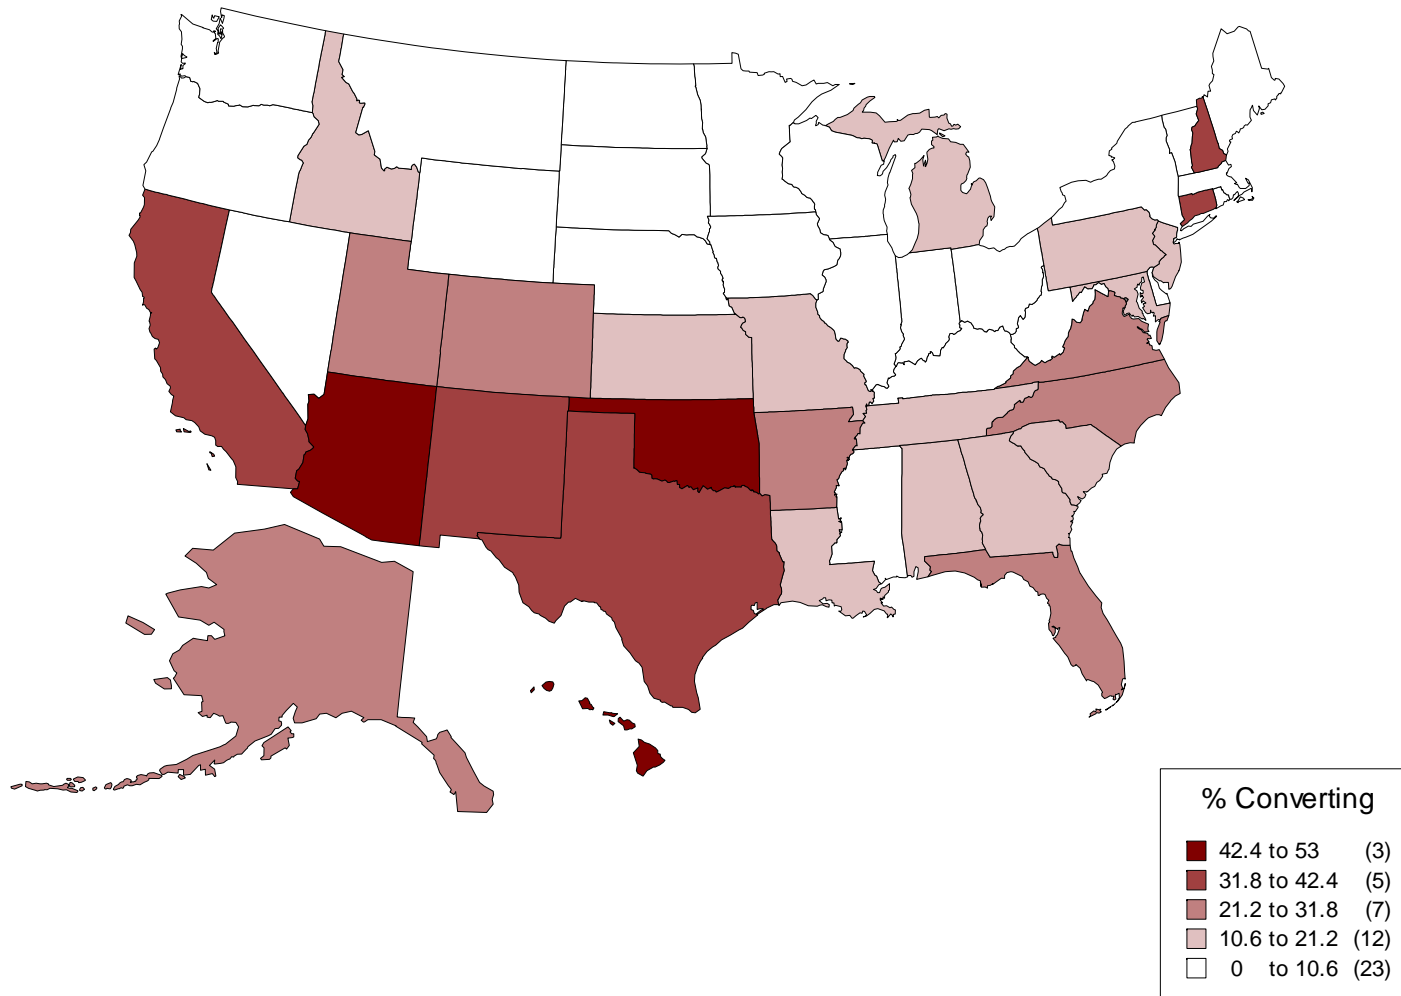 % Converting
42.4 to 53 (3)
31.8 to 42.4 (5)
21.2 to 31.8 (7)
10.6 to 21.2 (12)
0 to 10.6 (23)